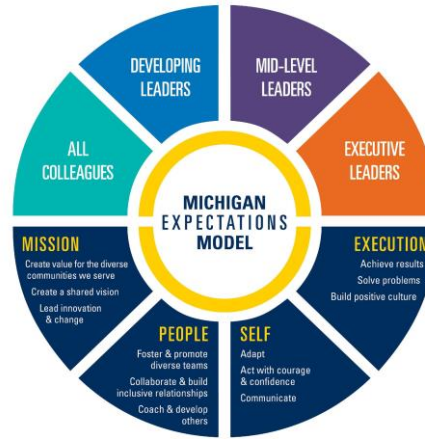 DEVELOPING
LEADERS
MID-LEVEL
LEADERS
ALL
COLLEAGUES
EXECUTIVE
LEADERS
MICHIGAN
EXPECTATIONS
MODEL
MISSION
Create value for the diverse
communities we serve
Create a shared vision
Lead innovation
& change
EXECUTION
Achieve results
Solve problems
Build positive culture
PEOPLE
Foster & promote
diverse teams
Collaborate & build
inclusive relationships
Coach & develop
others
SELF
Adapt
Act with courage
& confidence
Communicate